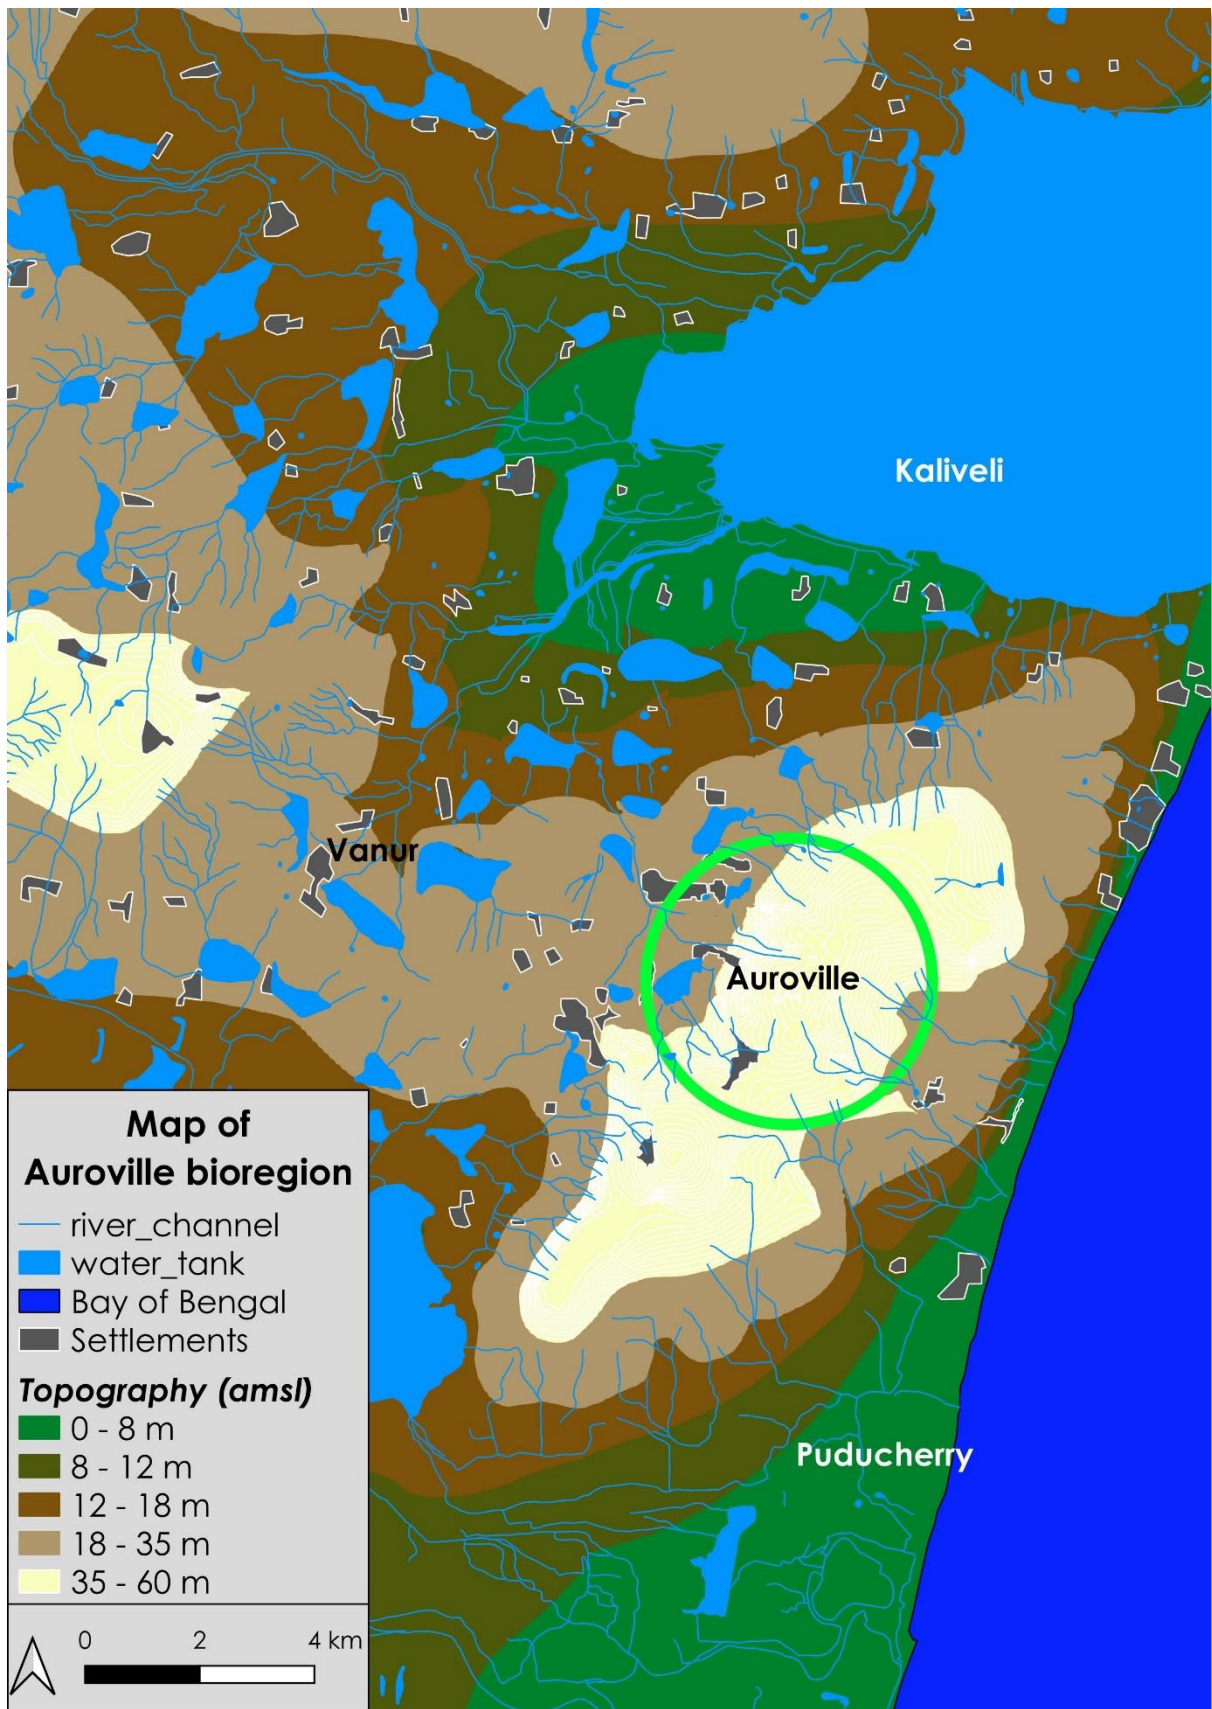 Kaliveli
Vanur
Auroville
Puducherry
Map of
Auroville bioregion
river_channel
water_tank
Bay of Bengal
Settlements
Topography (amsl)
0 - 8 m
8 - 12 m
12 - 18 m
18 - 35 m
35 - 60 m
0 2 4 km